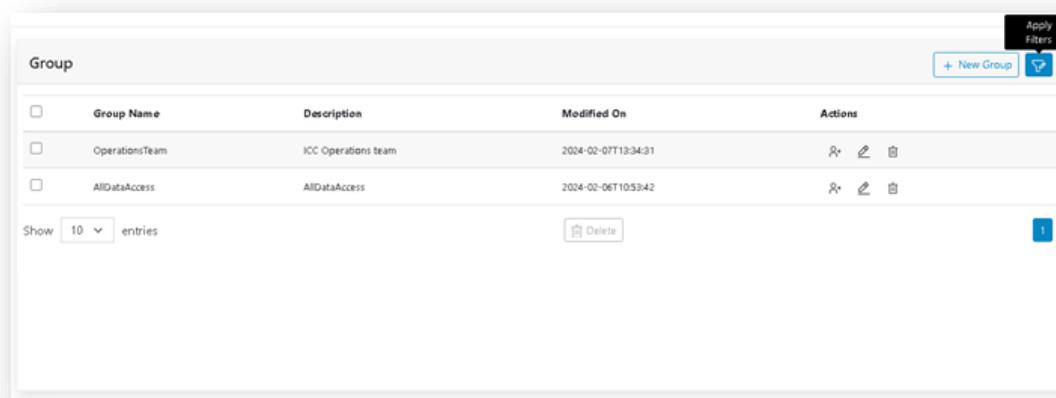 Apply
Filters
Group
+ New Group
Group Name Description Modified On Actions
OperationsTeam ICC Operations team 2024-02-07T13:34:31
AllDataAccess AllDataAccess 2024-02-06T10:53:42
Show 10 entries Delete 1